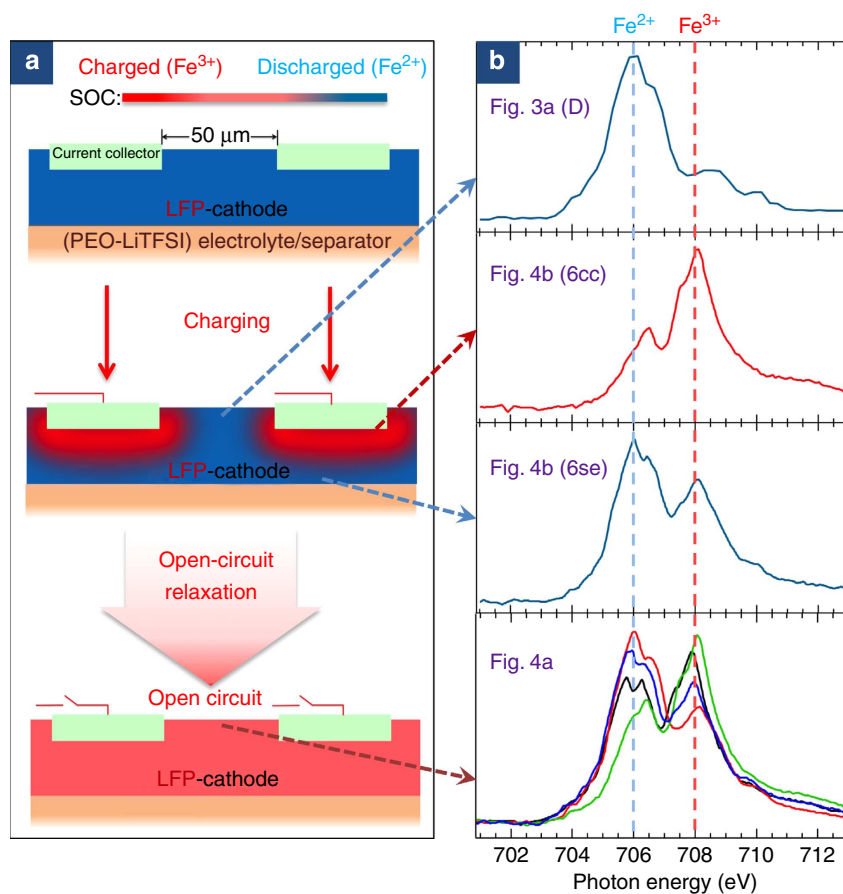 a
Charged (Fe³⁺)
Discharged (Fe²⁺)
SOC:
50 µm
Current collector
LFP-cathode
(PEO-LiTFSI) electrolyte/separator
Charging
LFP-cathode
Open-circuit
relaxation
Open circuit
LFP-cathode
b
Fe²⁺
Fe³⁺
Fig. 3a (D)
Fig. 4b (6cc)
Fig. 4b (6se)
Fig. 4a
702 704 706 708 710 712
Photon energy (eV)